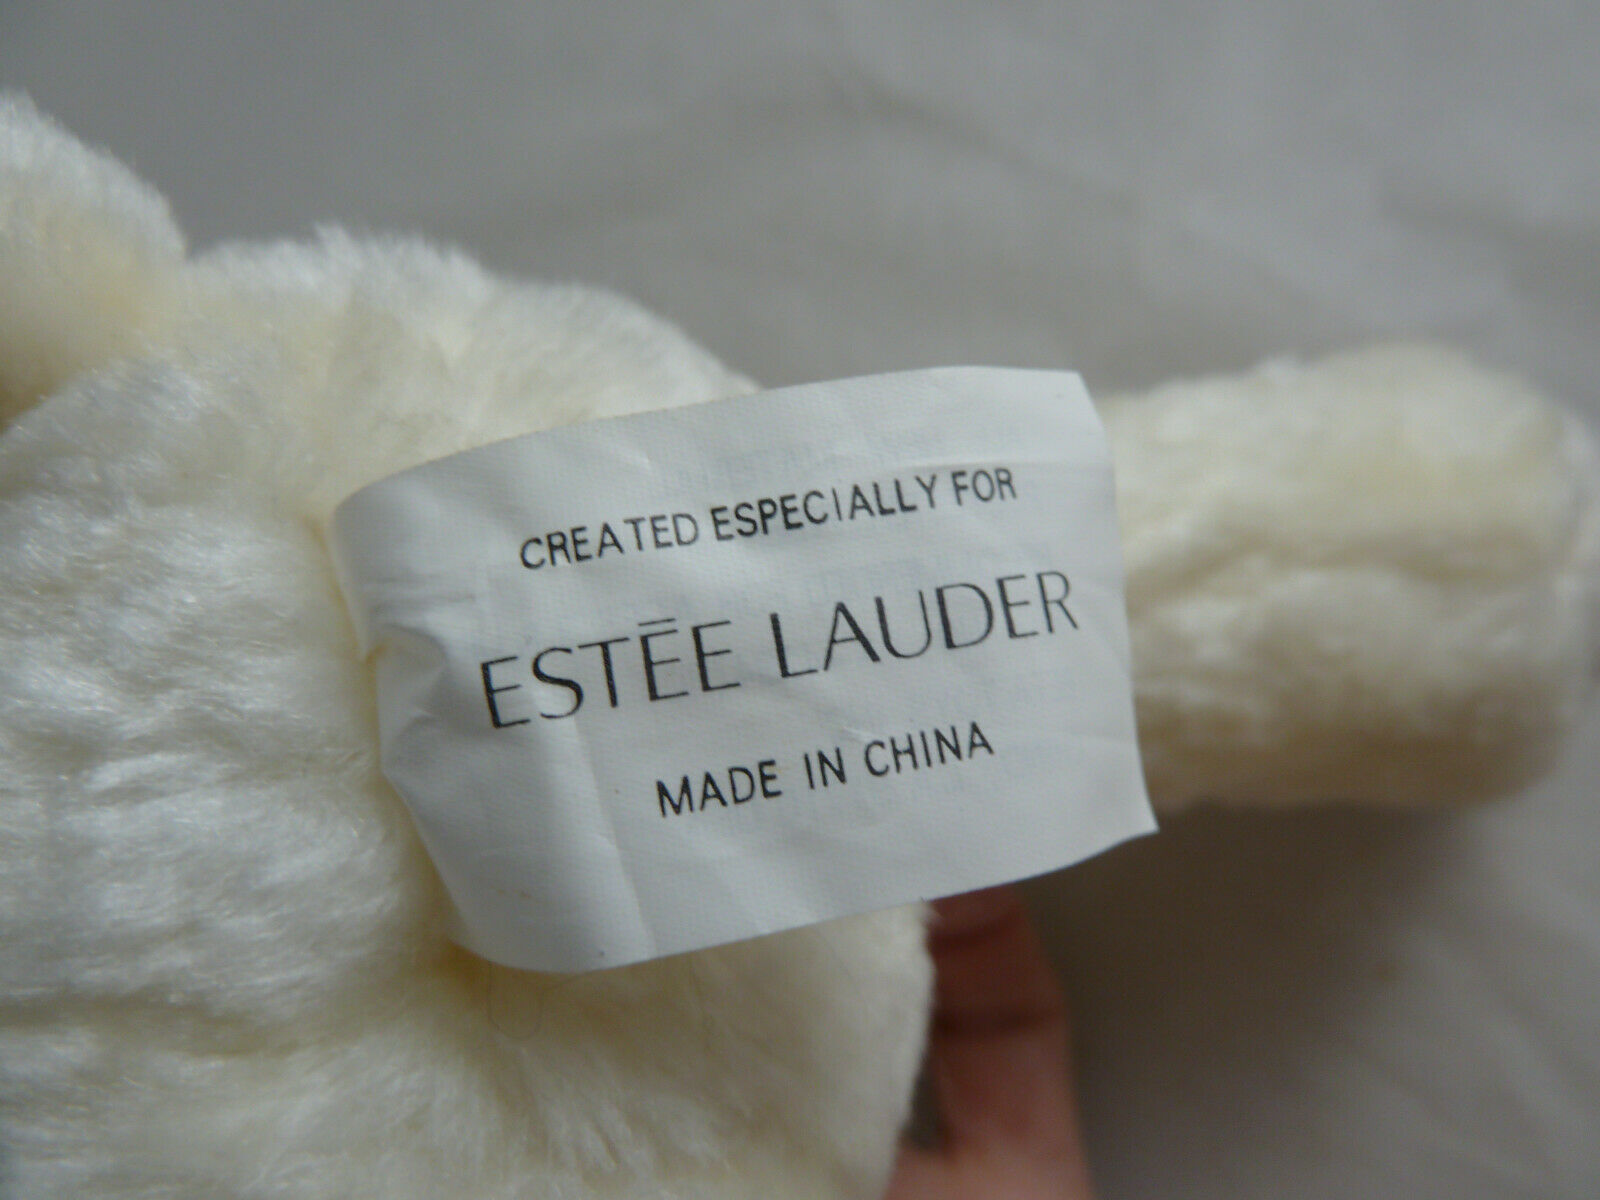 CREATED ESPECIALLY FOR
ESTĒE LAUDER
MADE IN CHINA